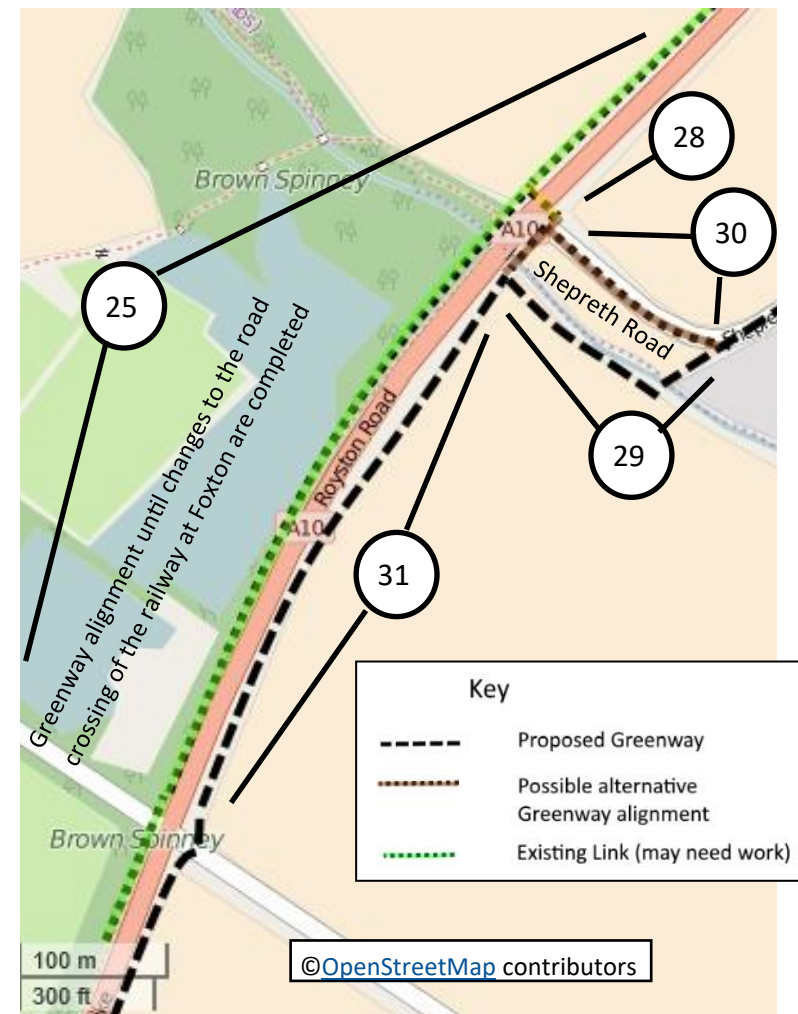 Brown Spinney
28
A10
30
Shepreth Road
25
Greenway alignment until changes to the road
crossing of the railway at Foxton are completed
29
Royston Road
A10
31
Key
Proposed Greenway
Possible alternative
Greenway alignment
Existing Link (may need work)
Brown Spinney
100 m
300 ft
©OpenStreetMap contributors